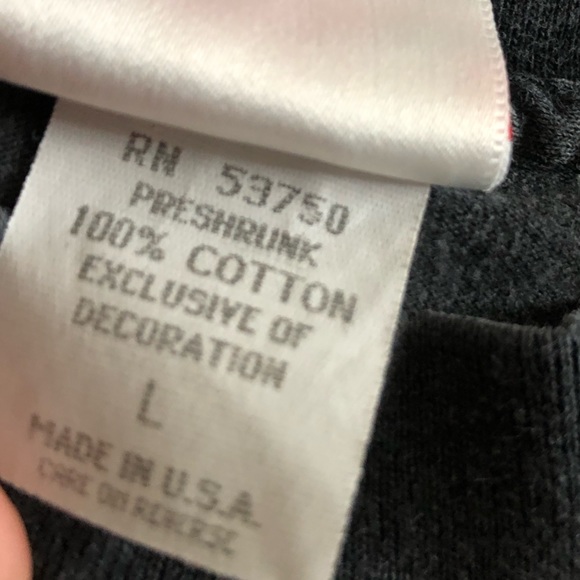 RN 53750
PRESHRUNK
100% COTTON
EXCLUSIVE OF
DECORATION
L
MADE IN U.S.A.
CARE ON REVERSE